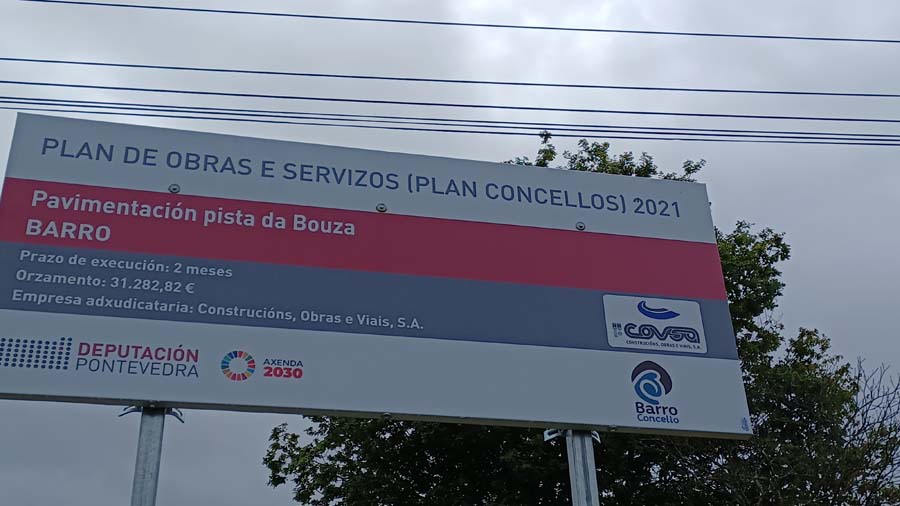 PLAN DE OBRAS E SERVIZOS (PLAN CONCELLOS) 2021
Pavimentación pista da Bouza
BARRO
Prazo de execución: 2 meses
Orzamento: 31.282,82 €
Empresa adxudicataria: Construcións, Obras e Viais, S.A.
COVSA
CONSTRUCIÓNS, OBRAS E VIAIS, S.A.
DEPUTACIÓN
PONTEVEDRA
AXENDA
2030
Barro
Concello